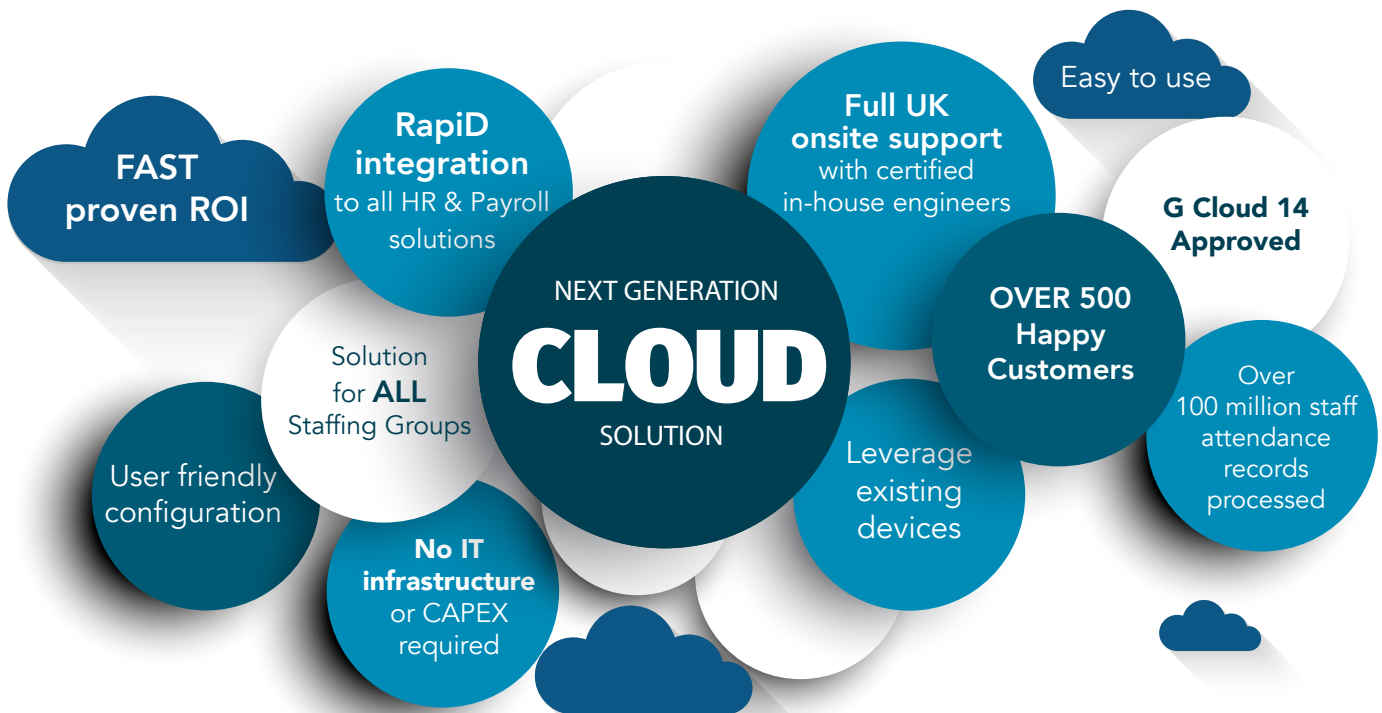 FAST
proven ROI
RapiD
integration
to all HR & Payroll
solutions
Full UK
onsite support
with certified
in-house engineers
Easy to use
G Cloud 14
Approved
NEXT GENERATION
CLOUD
SOLUTION
OVER 500
Happy
Customers
Solution
for ALL
Staffing Groups
Over
100 million staff
attendance
records
processed
User friendly
configuration
Leverage
existing
devices
No IT
infrastructure
or CAPEX
required